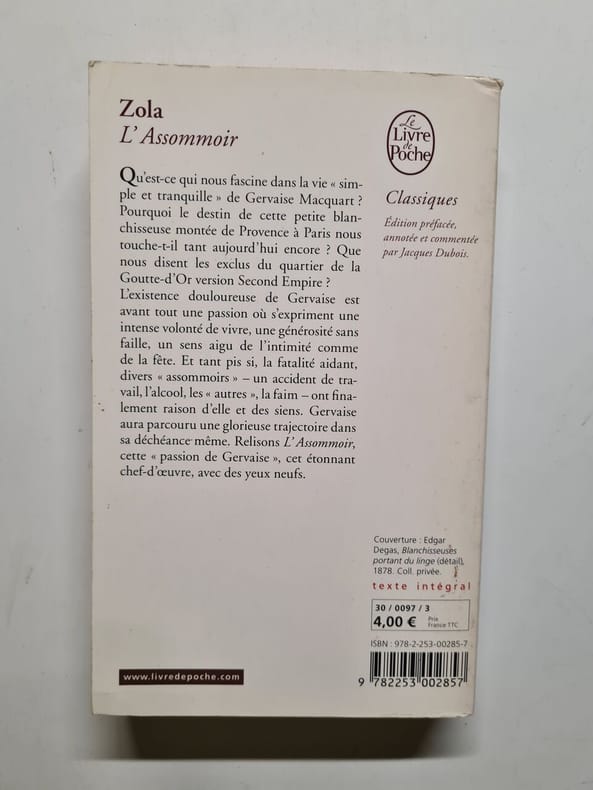 Zola
L'Assommoir
Qu'est-ce qui nous fascine dans la vie « sim-
ple et tranquille » de Gervaise Macquart ?
Pourquoi le destin de cette petite blan-
chisseuse montée de Provence à Paris nous
touche-t-il tant aujourd'hui encore ? Que
nous disent les exclus du quartier de la
Goutte-d'Or version Second Empire ?
L'existence douloureuse de Gervaise est
avant tout une passion où s'expriment une
intense volonté de vivre, une générosité sans
faille, un sens aigu de l'intimité comme
de la fête. Et tant pis si, la fatalité aidant,
divers « assommoirs » – un accident de tra-
vail, l'alcool, les « autres », la faim – ont fina-
lement raison d'elle et des siens. Gervaise
aura parcouru une glorieuse trajectoire dans
sa déchéance même. Relisons L'Assommoir,
cette « passion de Gervaise », cet étonnant
chef-d'œuvre, avec des yeux neufs.
Le
Livre
de
Poche
Classiques
Édition préfacée,
annotée et commentée
par Jacques Dubois.
Couverture : Edgar
Degas, Blanchisseuses
portant du linge (détail),
1878. Coll. privée.
texte intégral
30 / 0097 / 3
4,00 € Prix
France TTC
ISBN : 978-2-253-00285-7
9 782253 002857
www.livredepoche.com